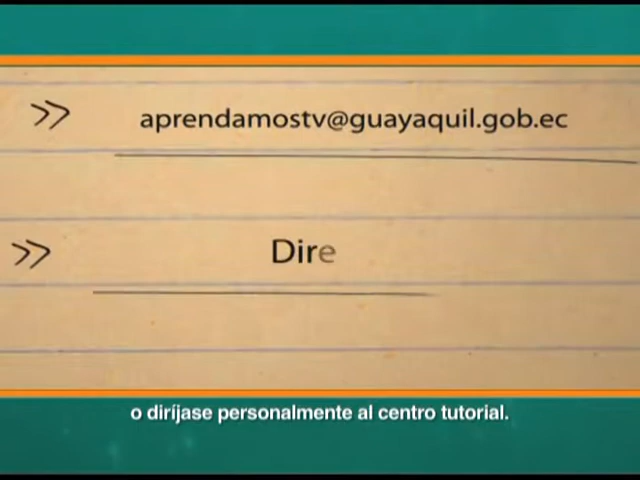 aprendamostv@guayaquil.gob.ec
Dire
o diríjase personalmente al centro tutorial.